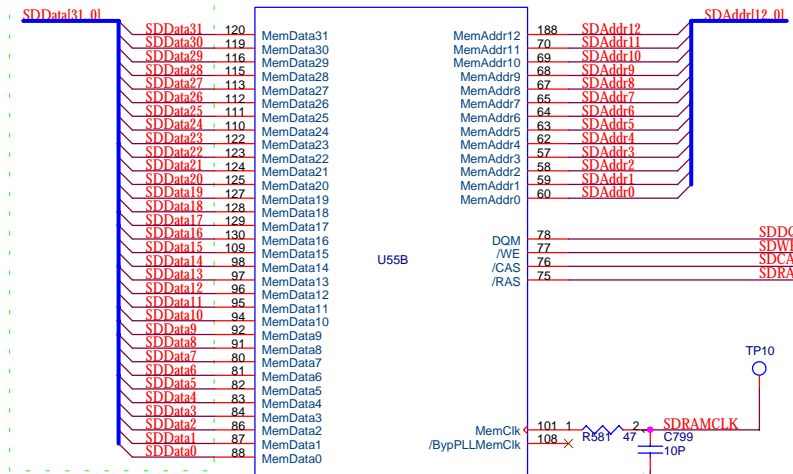 SDData[31..0] SDAddr[12..0]
SDData31 120 MemData31 MemAddr12 188 SDAddr12
SDData30 119 MemData30 MemAddr11 70 SDAddr11
SDData29 116 MemData29 MemAddr10 69 SDAddr10
SDData28 115 MemData28 MemAddr9 68 SDAddr9
SDData27 113 MemData27 MemAddr8 67 SDAddr8
SDData26 112 MemData26 MemAddr7 65 SDAddr7
SDData25 111 MemData25 MemAddr6 64 SDAddr6
SDData24 110 MemData24 MemAddr5 63 SDAddr5
SDData23 122 MemData23 MemAddr4 62 SDAddr4
SDData22 123 MemData22 MemAddr3 57 SDAddr3
SDData21 124 MemData21 MemAddr2 58 SDAddr2
SDData20 125 MemData20 MemAddr1 59 SDAddr1
SDData19 127 MemData19 MemAddr0 60 SDAddr0
SDData18 128 MemData18
SDData17 129 MemData17
SDData16 130 MemData16 DQM 78
SDData15 109 MemData15 /WE 77
SDData14 98 MemData14 U55B /CAS 76 SDCA
SDData13 97 MemData13 /RAS 75 SDRA
SDData12 96 MemData12
SDData11 95 MemData11
SDData10 94 MemData10
SDData9 92 MemData9
SDData8 91 MemData8 TP10
SDData7 80 MemData7
SDData6 81 MemData6
SDData5 82 MemData5
SDData4 83 MemData4
SDData3 84 MemData3
SDData2 86 MemData2 MemClk 101 1 2 SDRAMCLK
SDData1 87 MemData1 /BypPLLMemClk 108 R581 47 C799
SDData0 88 MemData0 10P